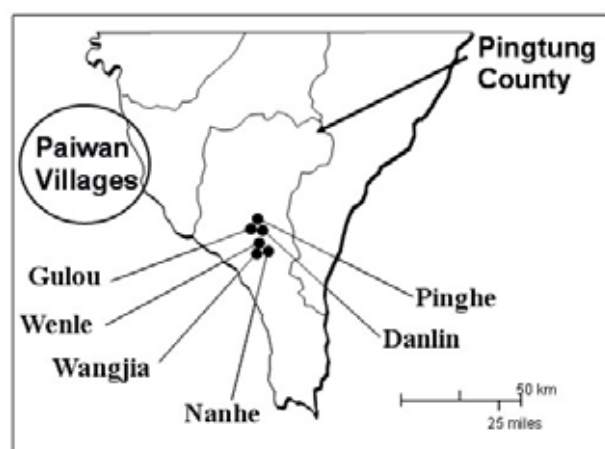 Pingtung
County
Paiwan
Villages
Gulou
Pinghe
Wenle
Danlin
Wangjia
Nanhe
50 km
25 miles